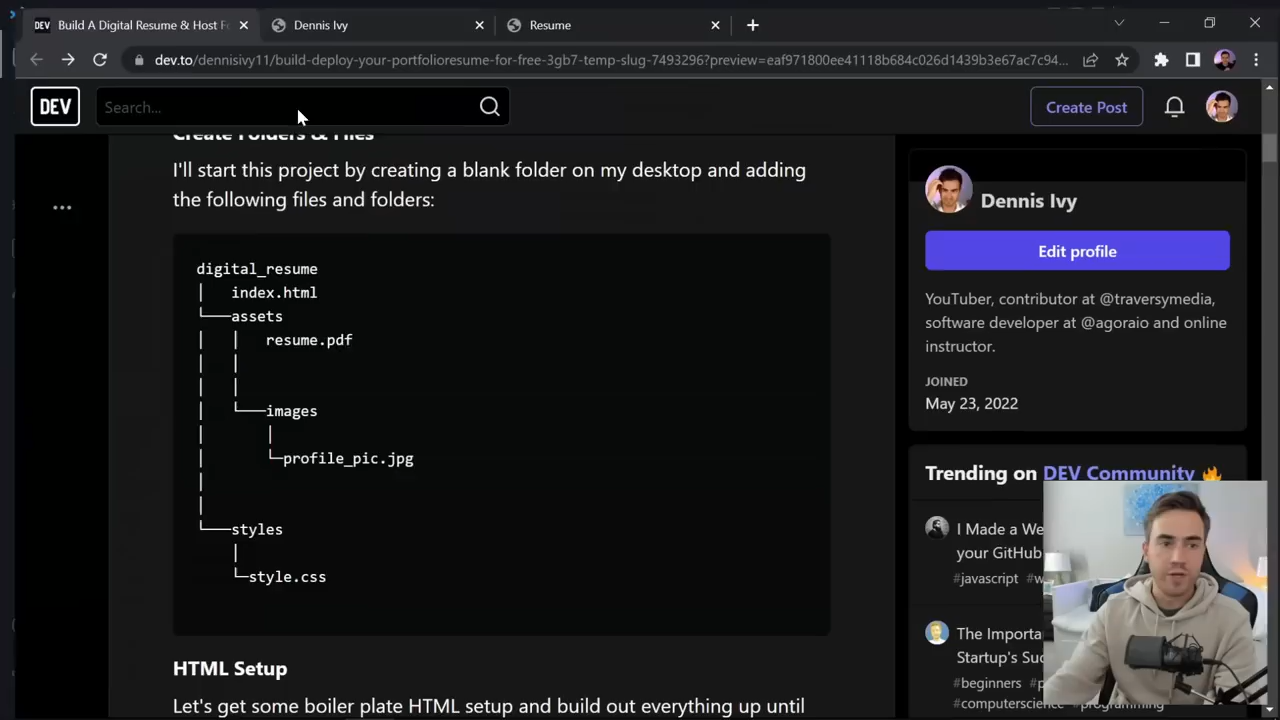 DEV Build A Digital Resume & Host F
Dennis Ivy
Resume
dev.to/dennisivy11/build-deploy-your-portfolioresume-for-free-3gb7-temp-slug-7493296?preview=eaf971800ee41118b684c026d1439b3e67ac7c94...
DEV
Search...
Create Post
Create Folders & Files
I'll start this project by creating a blank folder on my desktop and adding
the following files and folders:
digital_resume
index.html
assets
resume.pdf
images
profile_pic.jpg
styles
style.css
HTML Setup
Let's get some boiler plate HTML setup and build out everything up until
Dennis Ivy
Edit profile
YouTuber, contributor at @traversymedia,
software developer at @agoraio and online
instructor.
JOINED
May 23, 2022
Trending on DEV Community 🔥
I Made a We
your GitHub
#javascript #w
The Importa
Startup's Su
#beginners #p
#computerscience #programming